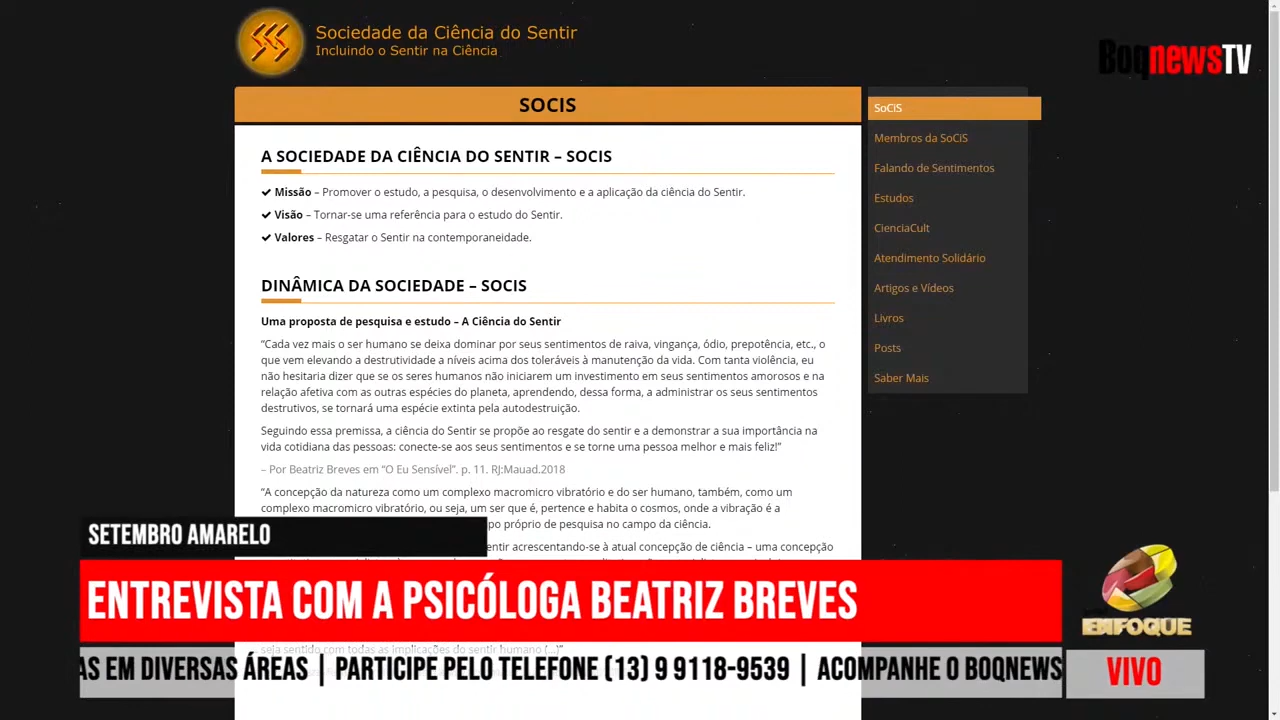 Sociedade da Ciência do Sentir
Incluindo o Sentir na Ciência
BoqnewsTV
SOCIS
A SOCIEDADE DA CIÊNCIA DO SENTIR – SOCIS
Missão – Promover o estudo, a pesquisa, o desenvolvimento e a aplicação da ciência do Sentir.
Visão – Tornar-se uma referência para o estudo do Sentir.
Valores – Resgatar o Sentir na contemporaneidade.
DINÂMICA DA SOCIEDADE – SOCIS
Uma proposta de pesquisa e estudo – A Ciência do Sentir
“Cada vez mais o ser humano se deixa dominar por seus sentimentos de raiva, vingança, ódio, prepotência, etc., o
que vem elevando a destrutividade a níveis acima dos toleráveis à manutenção da vida. Com tanta violência, eu
não hesitaria dizer que se os seres humanos não iniciarem um investimento em seus sentimentos amorosos e na
relação afetiva com as outras espécies do planeta, aprendendo, dessa forma, a administrar os seus sentimentos
destrutivos, se tornará uma espécie extinta pela autodestruição.
Seguindo essa premissa, a ciência do Sentir se propõe ao resgate do sentir e a demonstrar a sua importância na
vida cotidiana das pessoas: conecte-se aos seus sentimentos e se torne uma pessoa melhor e mais feliz!”
– Por Beatriz Breves em “O Eu Sensível”. p. 11. RJ:Mauad.2018
“A concepção da natureza como um complexo macromicro vibratório e do ser humano, também, como um
complexo macromicro vibratório, ou seja, um ser que é, pertence e habita o cosmos, onde a vibração é a
próprio de pesquisa no campo da ciência.
acrescentando-se à atual concepção de ciência – uma concepção
seja sentido com todas as implicações do sentir humano (...)”
SoCiS
Membros da SoCiS
Falando de Sentimentos
Estudos
CienciaCult
Atendimento Solidário
Artigos e Vídeos
Livros
Posts
Saber Mais
SETEMBRO AMARELO
ENTREVISTA COM A PSICÓLOGA BEATRIZ BREVES
ENFOQUE
AS EM DIVERSAS ÁREAS | PARTICIPE PELO TELEFONE (13) 9 9118-9539 | ACOMPANHE O BOQNEWS
VIVO